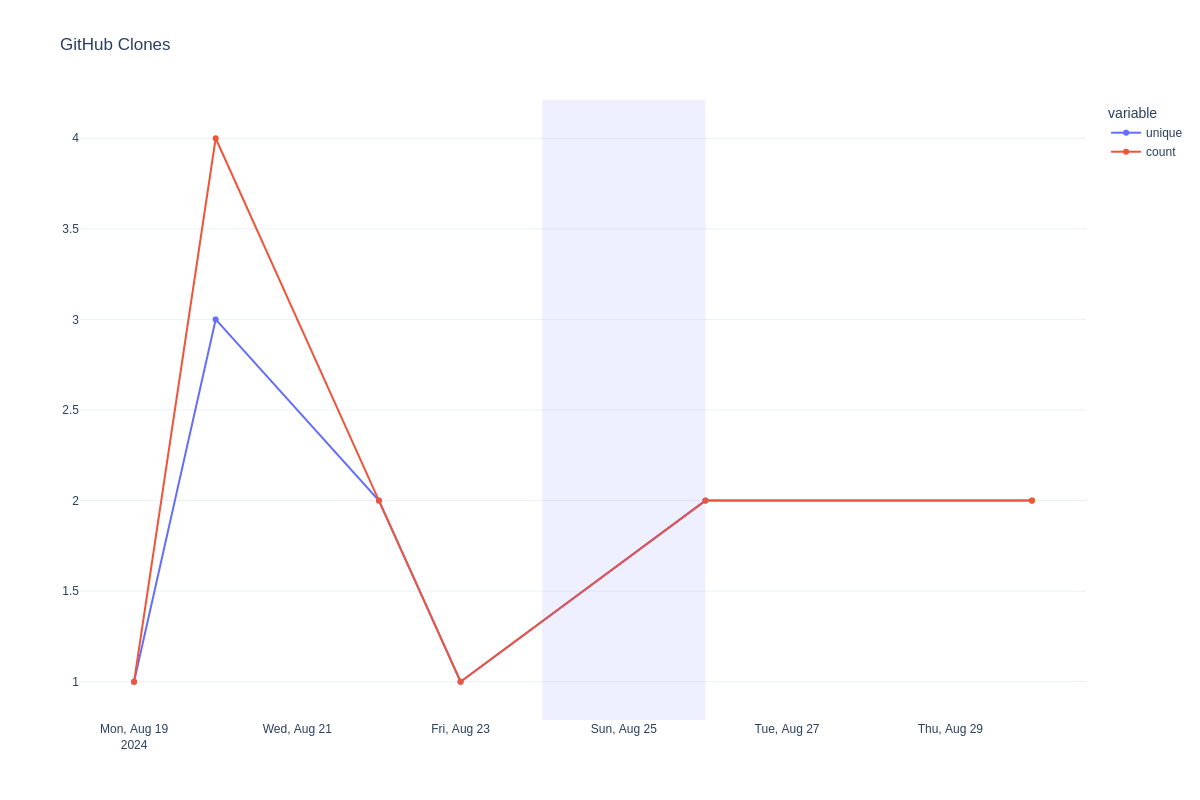 GitHub Clones
variable
unique
count
4
3.5
3
2.5
2
1.5
1
Mon, Aug 19
2024
Wed, Aug 21
Fri, Aug 23
Sun, Aug 25
Tue, Aug 27
Thu, Aug 29